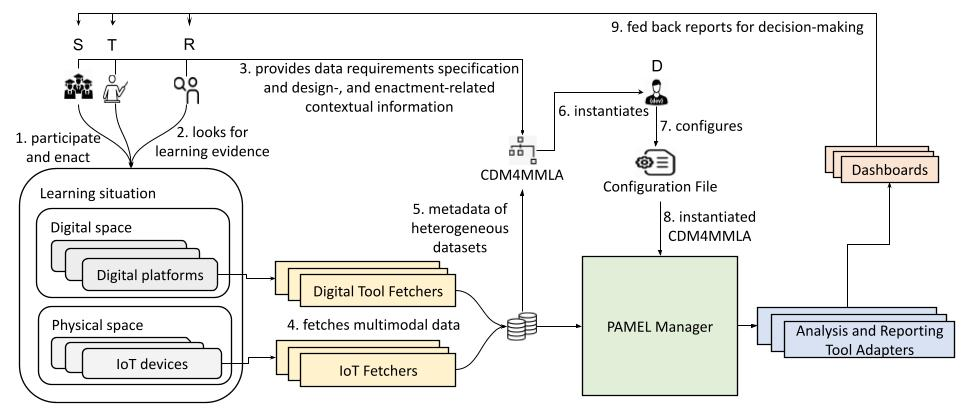 9. fed back reports for decision-making
S T R
3. provides data requirements specification
and design-, and enactment-related
contextual information
D
(dev)
6. instantiates
1. participate
and enact
2. looks for
learning evidence
7. configures
CDM4MMLA
Configuration File
Dashboards
Learning situation
Digital space
Digital platforms
5. metadata of
heterogeneous
datasets
8. instantiated
CDM4MMLA
Digital Tool Fetchers
Physical space
IoT devices
4. fetches multimodal data
IoT Fetchers
PAMEL Manager
Analysis and Reporting
Tool Adapters